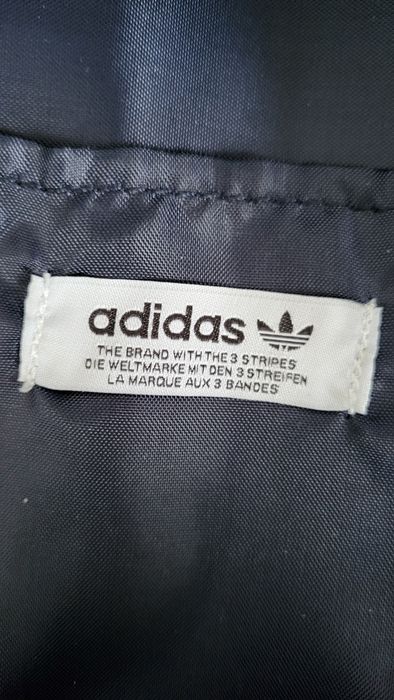 adidas
THE BRAND WITH THE 3 STRIPES
DIE WELTMARKE MIT DEN 3 STREIFEN
LA MARQUE AUX 3 BANDES